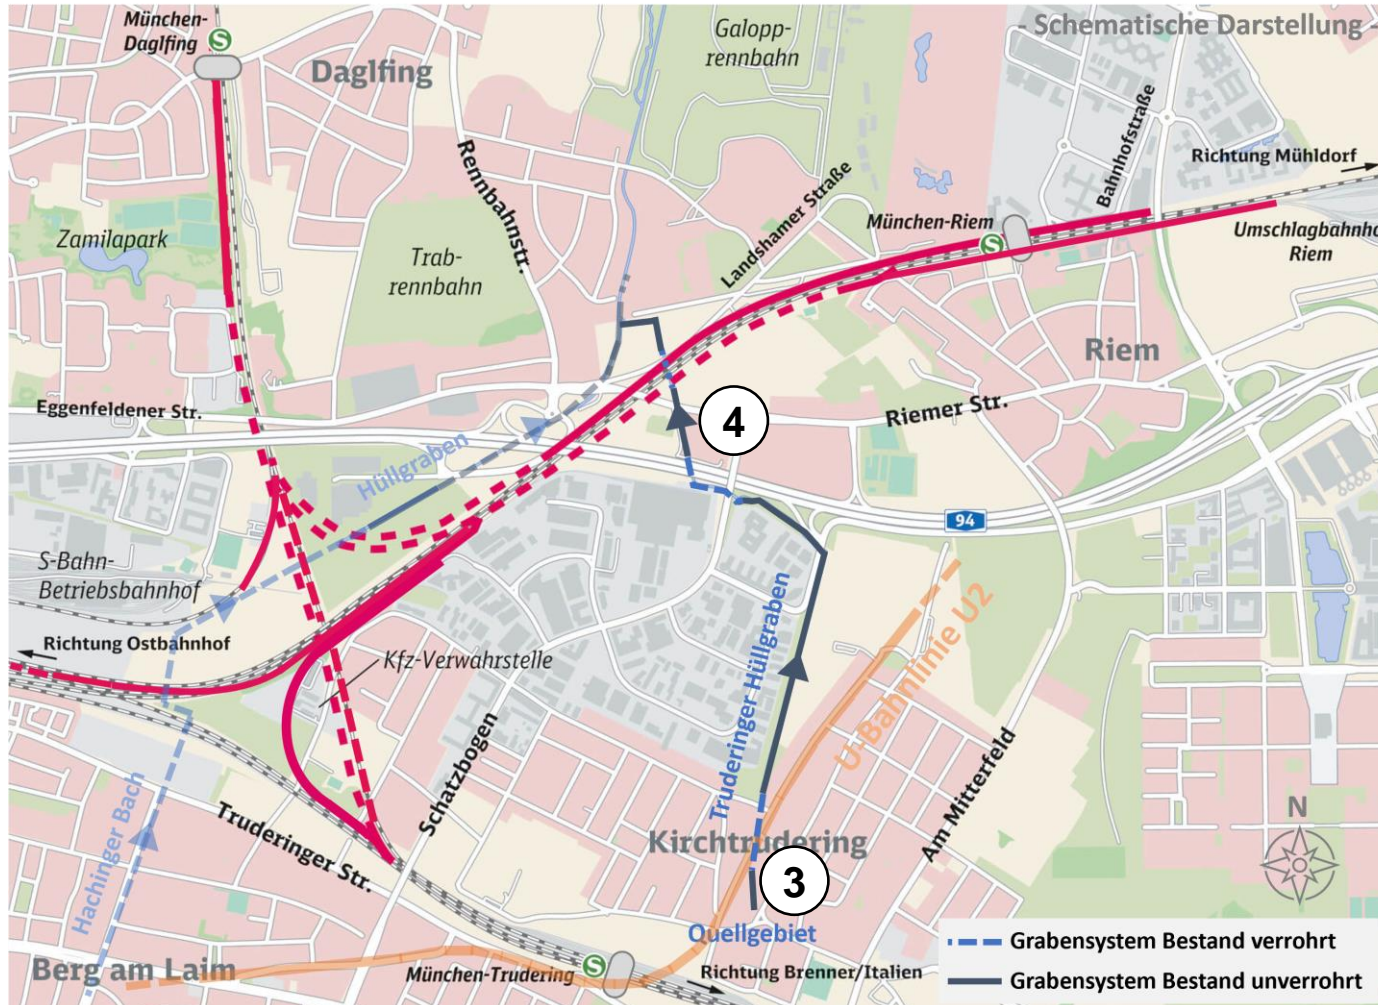 - Schematische Darstellung -
München-
Daglfing
S
Daglfing
Galopp-
rennbahn
Rennbahnstr.
Landshamer Straße
Bahnhofstraße
Richtung Mühldorf
München-Riem
S
Umschlagbahnho
Riem
Zamilapark
Trab-
rennbahn
Riem
Eggenfeldener Str.
Riemer Str.
4
Hüllgraben
94
S-Bahn-
Betriebsbahnhof
Richtung Ostbahnhof
Kfz-Verwahrstelle
Truderinger Hüllgraben
U-Bahnlinie U2
Schatzbogen
Am Mitterfeld
Hachinger Bach
Truderinger Str.
Kirchtrudering
3
N
Quellgebiet
Berg am Laim
München-Trudering
S
Richtung Brenner/Italien
Grabensystem Bestand verrohrt
Grabensystem Bestand unverrohrt